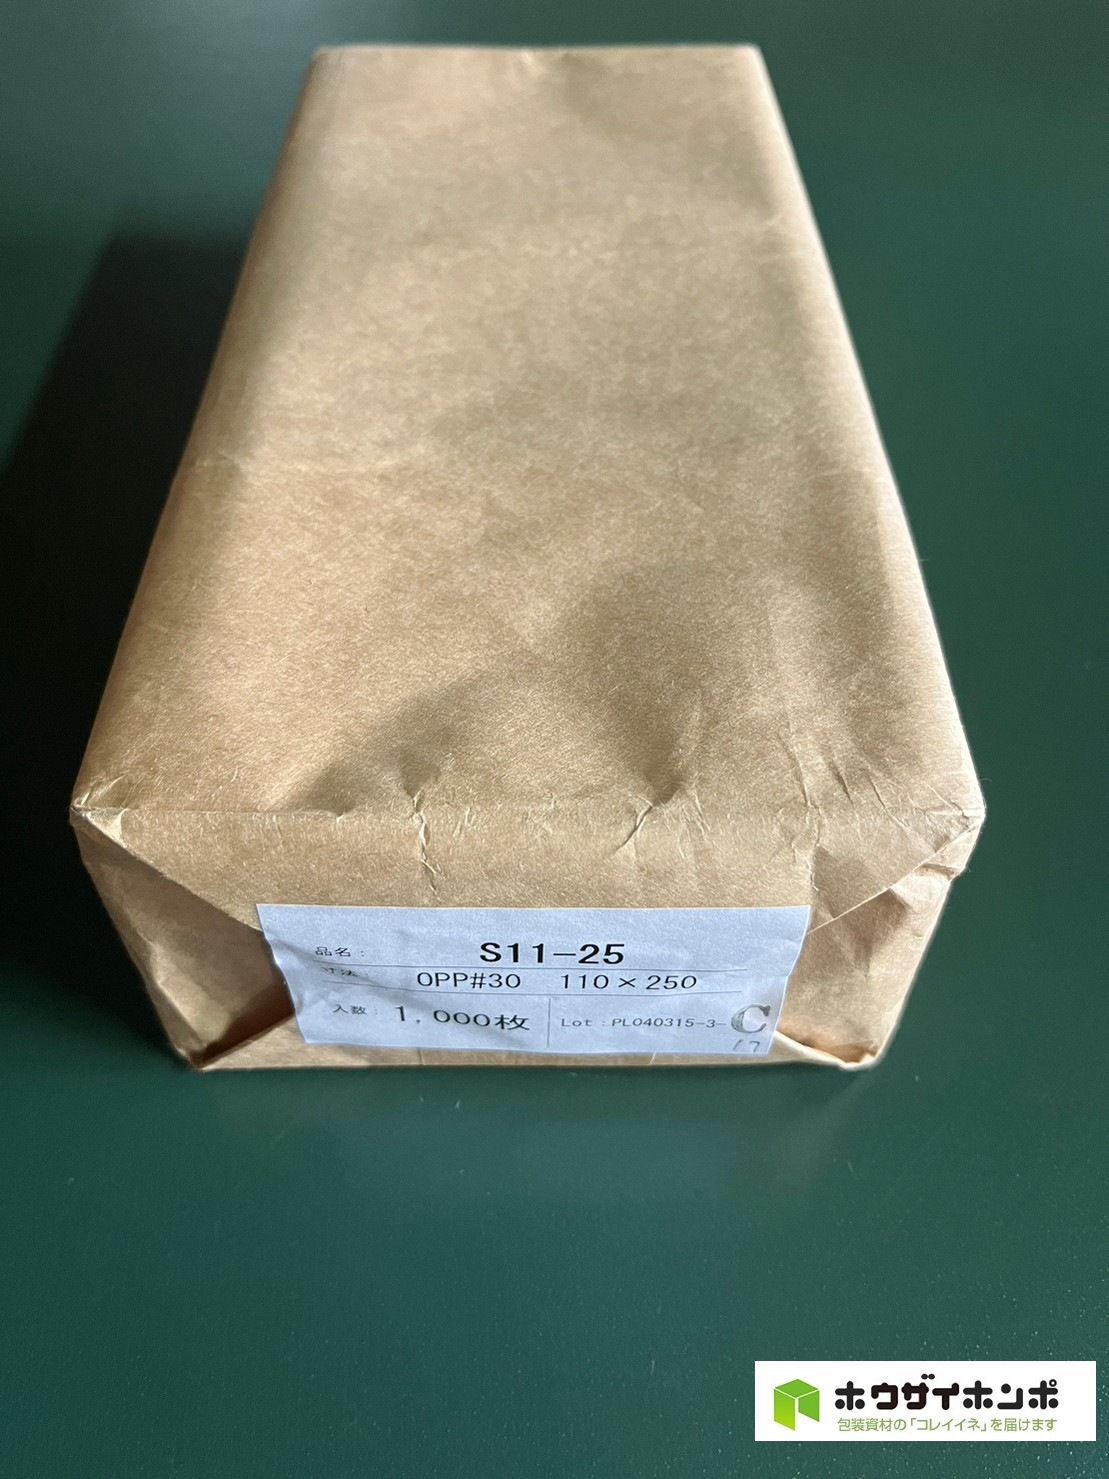 品名: S11-25
寸法: OPP#30 110×250
入数: 1,000枚 Lot:PL040315-3-C
17
ホウザイホンポ
包装資材の「コレイイネ」を届けます